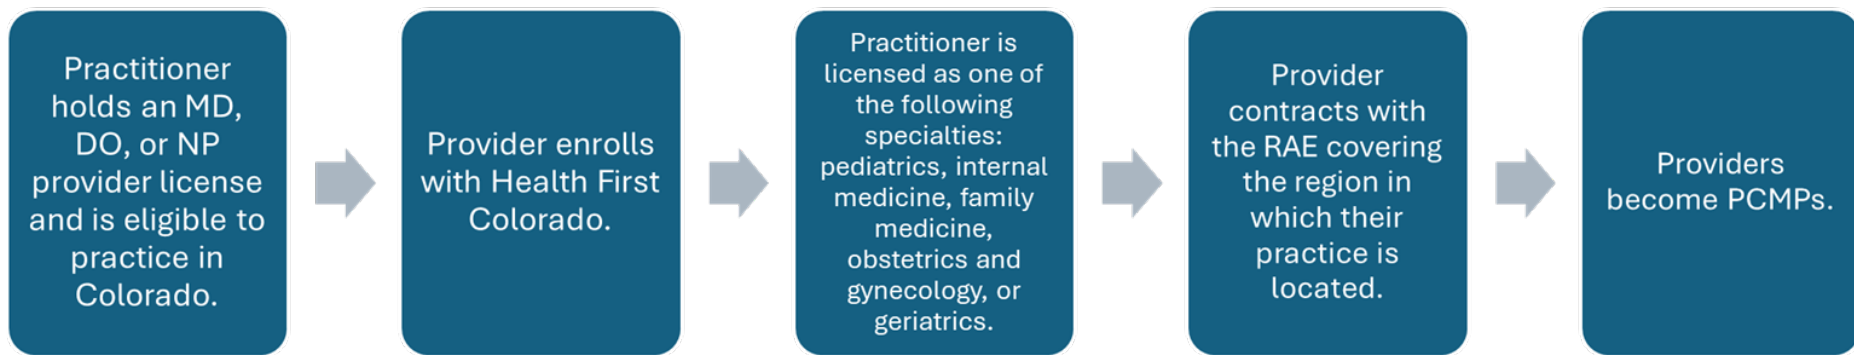 Practitioner
holds an MD,
DO, or NP
provider license
and is eligible to
practice in
Colorado.
Provider enrolls
with Health First
Colorado.
Practitioner is
licensed as one of
the following
specialties:
pediatrics, internal
medicine, family
medicine,
obstetrics and
gynecology, or
geriatrics.
Provider
contracts with
the RAE covering
the region in
which their
practice is
located.
Providers
become PCMPs.